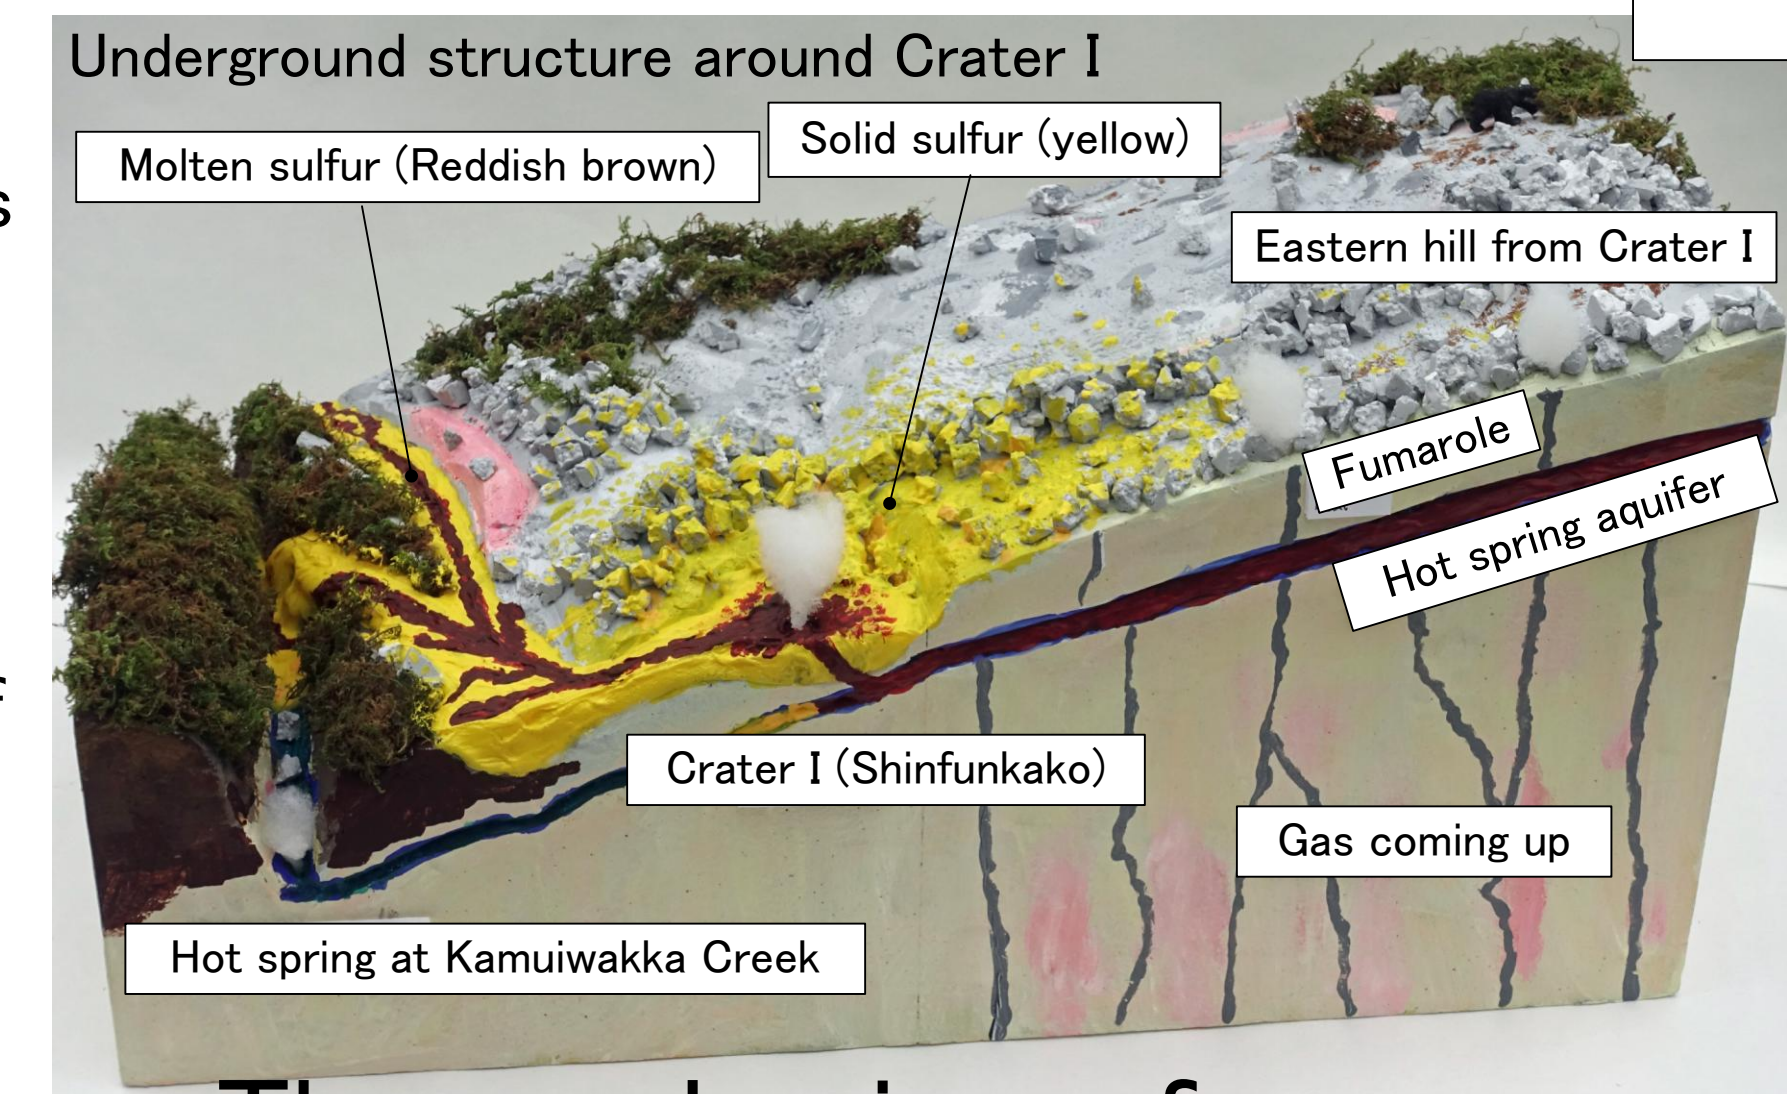 Underground structure around Crater I
Solid sulfur (yellow)
Molten sulfur (Reddish brown)
Eastern hill from Crater I
Fumarole
Hot spring aquifer
Crater I (Shinfunkako)
Gas coming up
Hot spring at Kamuiwakka Creek